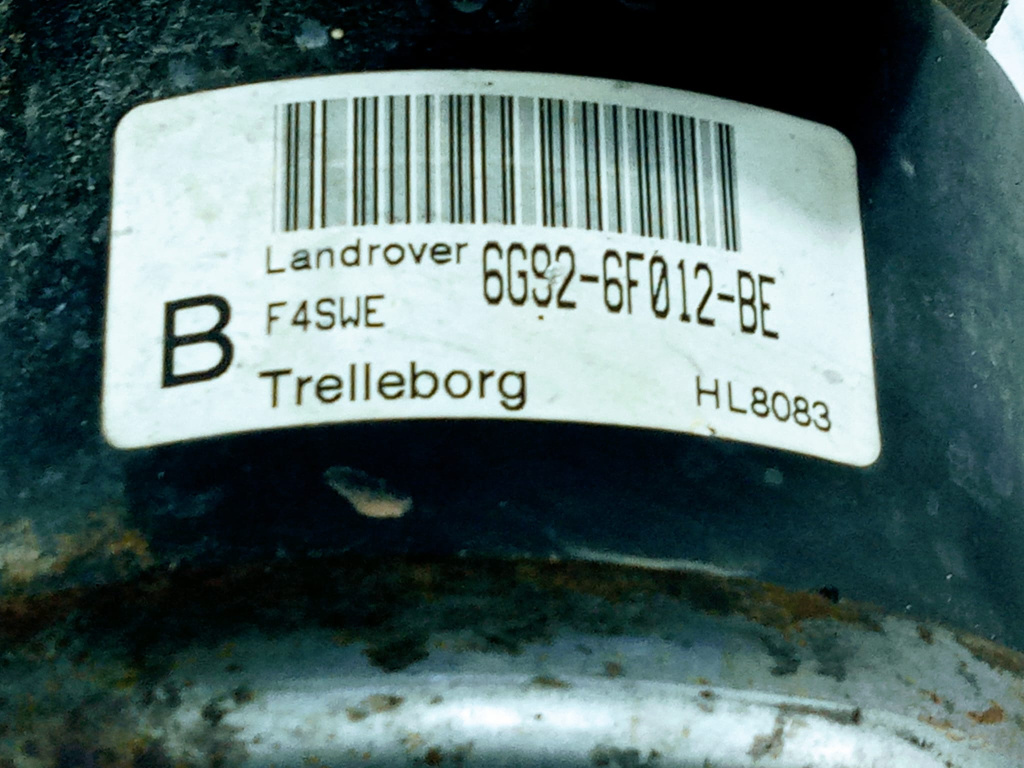 Landrover 6G92-6F012-BE
B F4SWE
Trelleborg HL8083